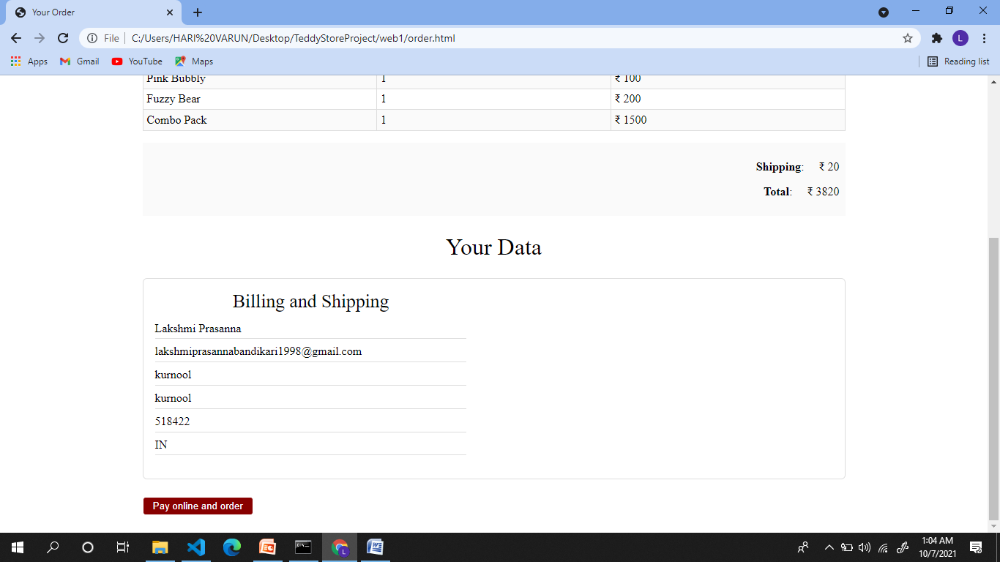 Your Order
File C:/Users/HARI%20VARUN/Desktop/TeddyStoreProject/web1/order.html L
Apps Gmail YouTube Maps Reading list
Pink Bubbly 1 ₹ 100
Fuzzy Bear 1 ₹ 200
Combo Pack 1 ₹ 1500
Shipping: ₹ 20
Total: ₹ 3820
Your Data
Billing and Shipping
Lakshmi Prasanna
lakshmiprasannabandikari1998@gmail.com
kurnool
kurnool
518422
IN
Pay online and order
1:04 AM
10/7/2021